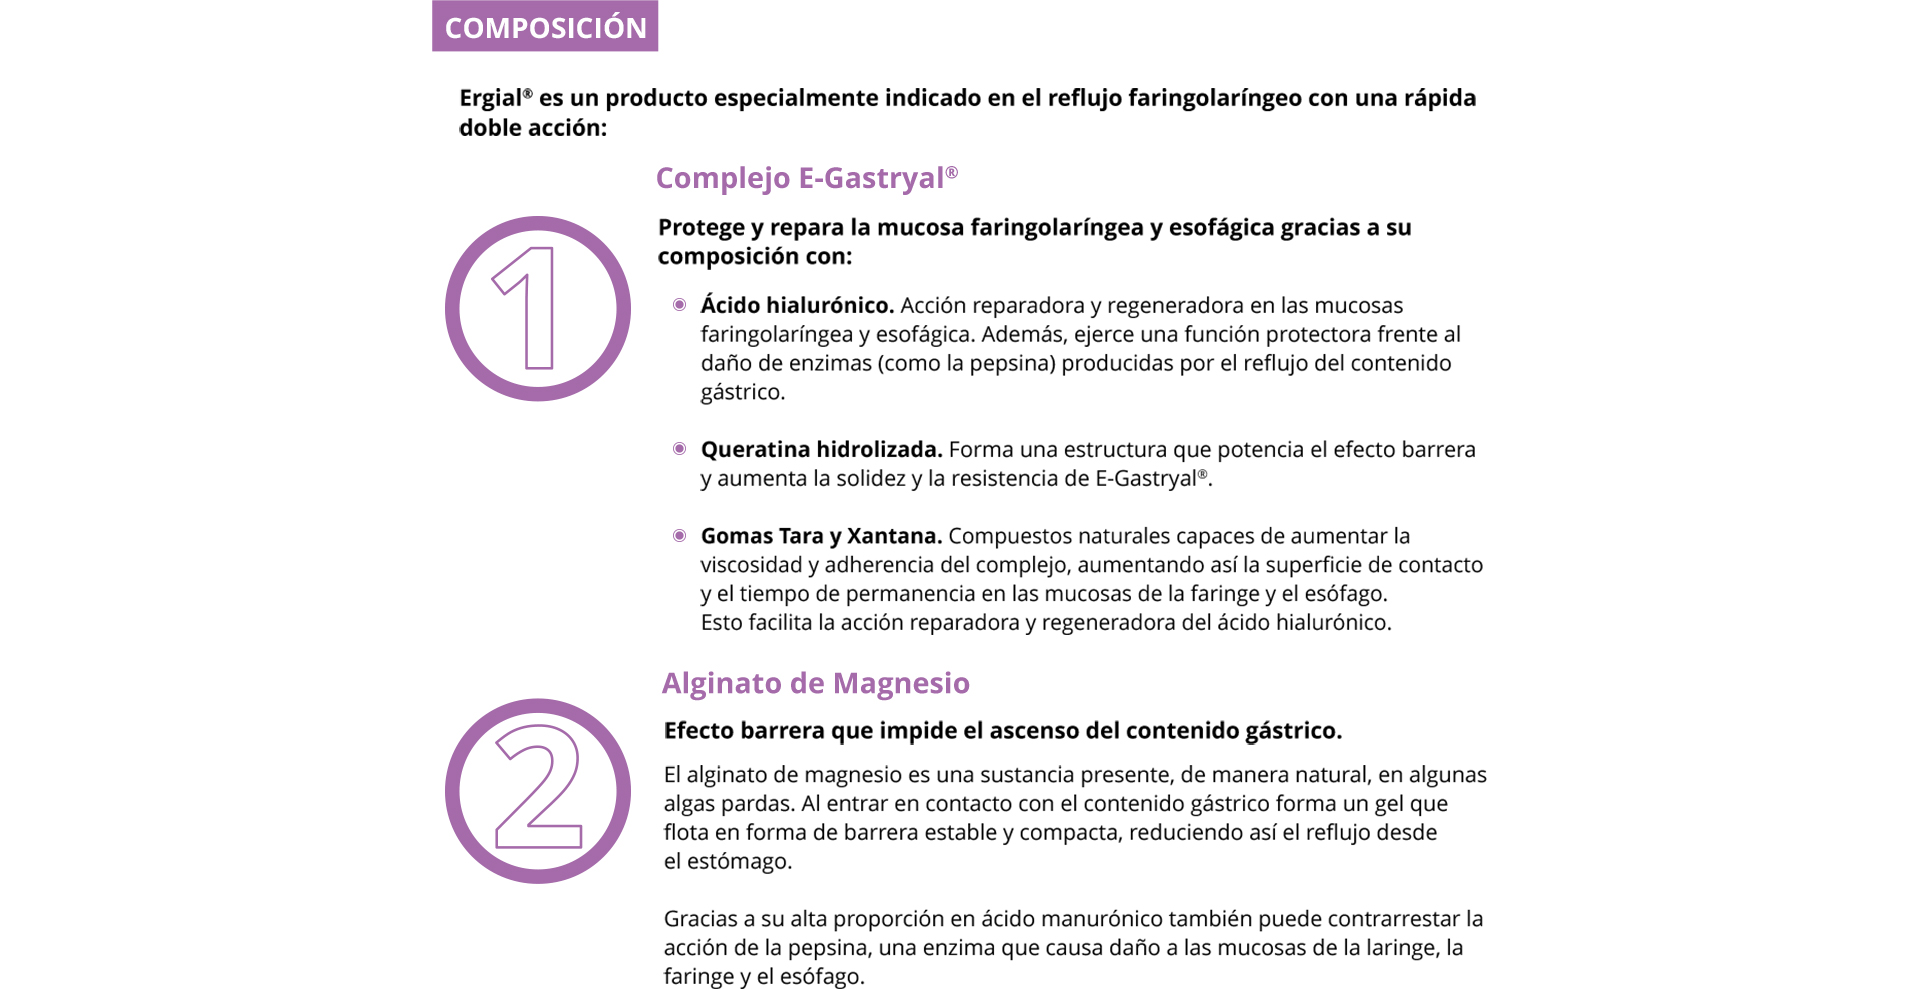 COMPOSICIÓN
Ergial® es un producto especialmente indicado en el reflujo faringolaríngeo con una rápida
doble acción:
Complejo E-Gastryal®
1
Protege y repara la mucosa faringolaríngea y esofágica gracias a su
composición con:
Ácido hialurónico. Acción reparadora y regeneradora en las mucosas
faringolaríngea y esofágica. Además, ejerce una función protectora frente al
daño de enzimas (como la pepsina) producidas por el reflujo del contenido
gástrico.
Queratina hidrolizada. Forma una estructura que potencia el efecto barrera
y aumenta la solidez y la resistencia de E-Gastryal®.
Gomas Tara y Xantana. Compuestos naturales capaces de aumentar la
viscosidad y adherencia del complejo, aumentando así la superficie de contacto
y el tiempo de permanencia en las mucosas de la faringe y el esófago.
Esto facilita la acción reparadora y regeneradora del ácido hialurónico.
Alginato de Magnesio
2
Efecto barrera que impide el ascenso del contenido gástrico.
El alginato de magnesio es una sustancia presente, de manera natural, en algunas
algas pardas. Al entrar en contacto con el contenido gástrico forma un gel que
flota en forma de barrera estable y compacta, reduciendo así el reflujo desde
el estómago.
Gracias a su alta proporción en ácido manurónico también puede contrarrestar la
acción de la pepsina, una enzima que causa daño a las mucosas de la laringe, la
faringe y el esófago.